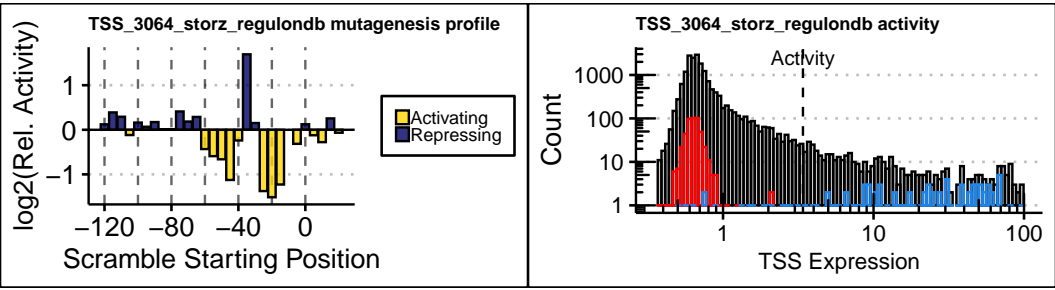 TSS_3064_storz_regulondb mutagenesis profile
log2(Rel. Activity)
1
0
−1
−120
−80
−40
0
Scramble Starting Position
Activating
Repressing
TSS_3064_storz_regulondb activity
Activity
Count
1000
100
10
1
1
10
100
TSS Expression